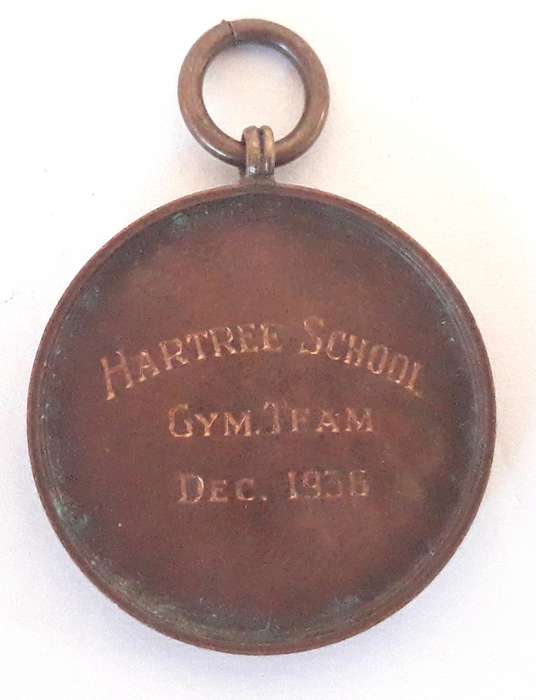 HARTREE SCHOOL
GYM. TEAM
DEC. 1936